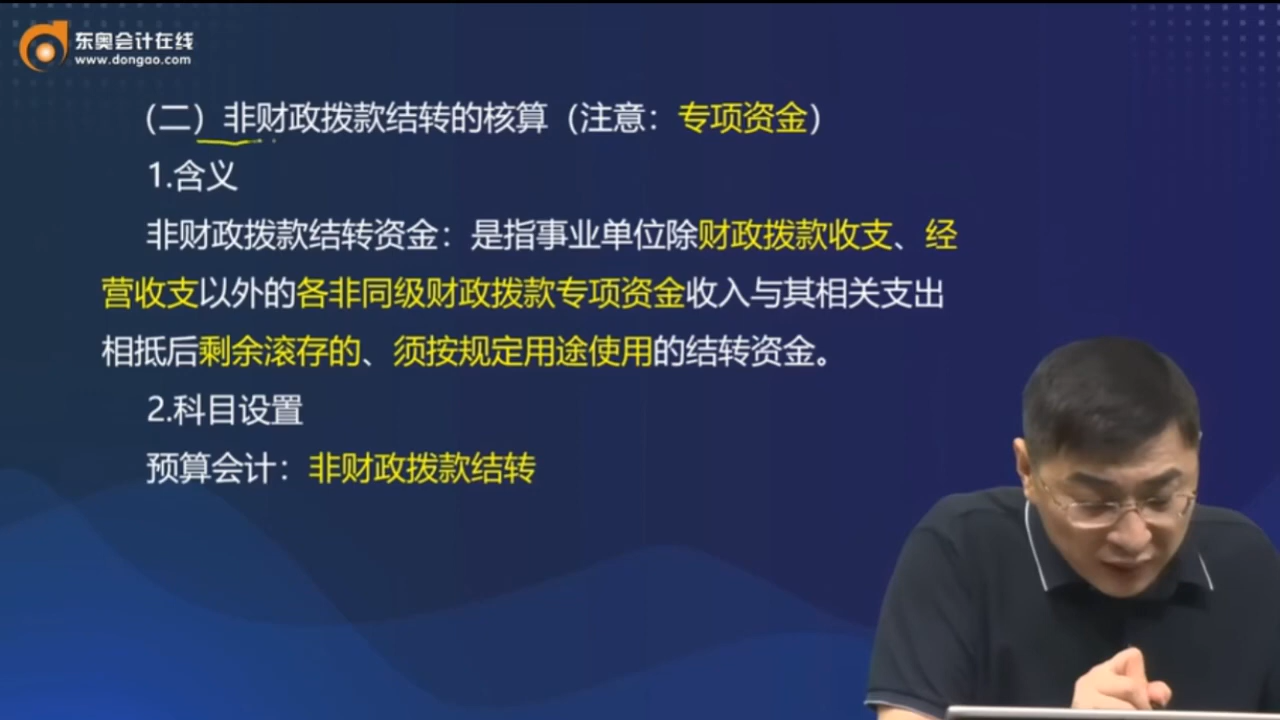 东奥会计在线
www.dongao.com
（二）非财政拨款结转的核算（注意：专项资金）
1.含义
非财政拨款结转资金：是指事业单位除财政拨款收支、经
营收支以外的各非同级财政拨款专项资金收入与其相关支出
相抵后剩余滚存的、须按规定用途使用的结转资金。
2.科目设置
预算会计：非财政拨款结转